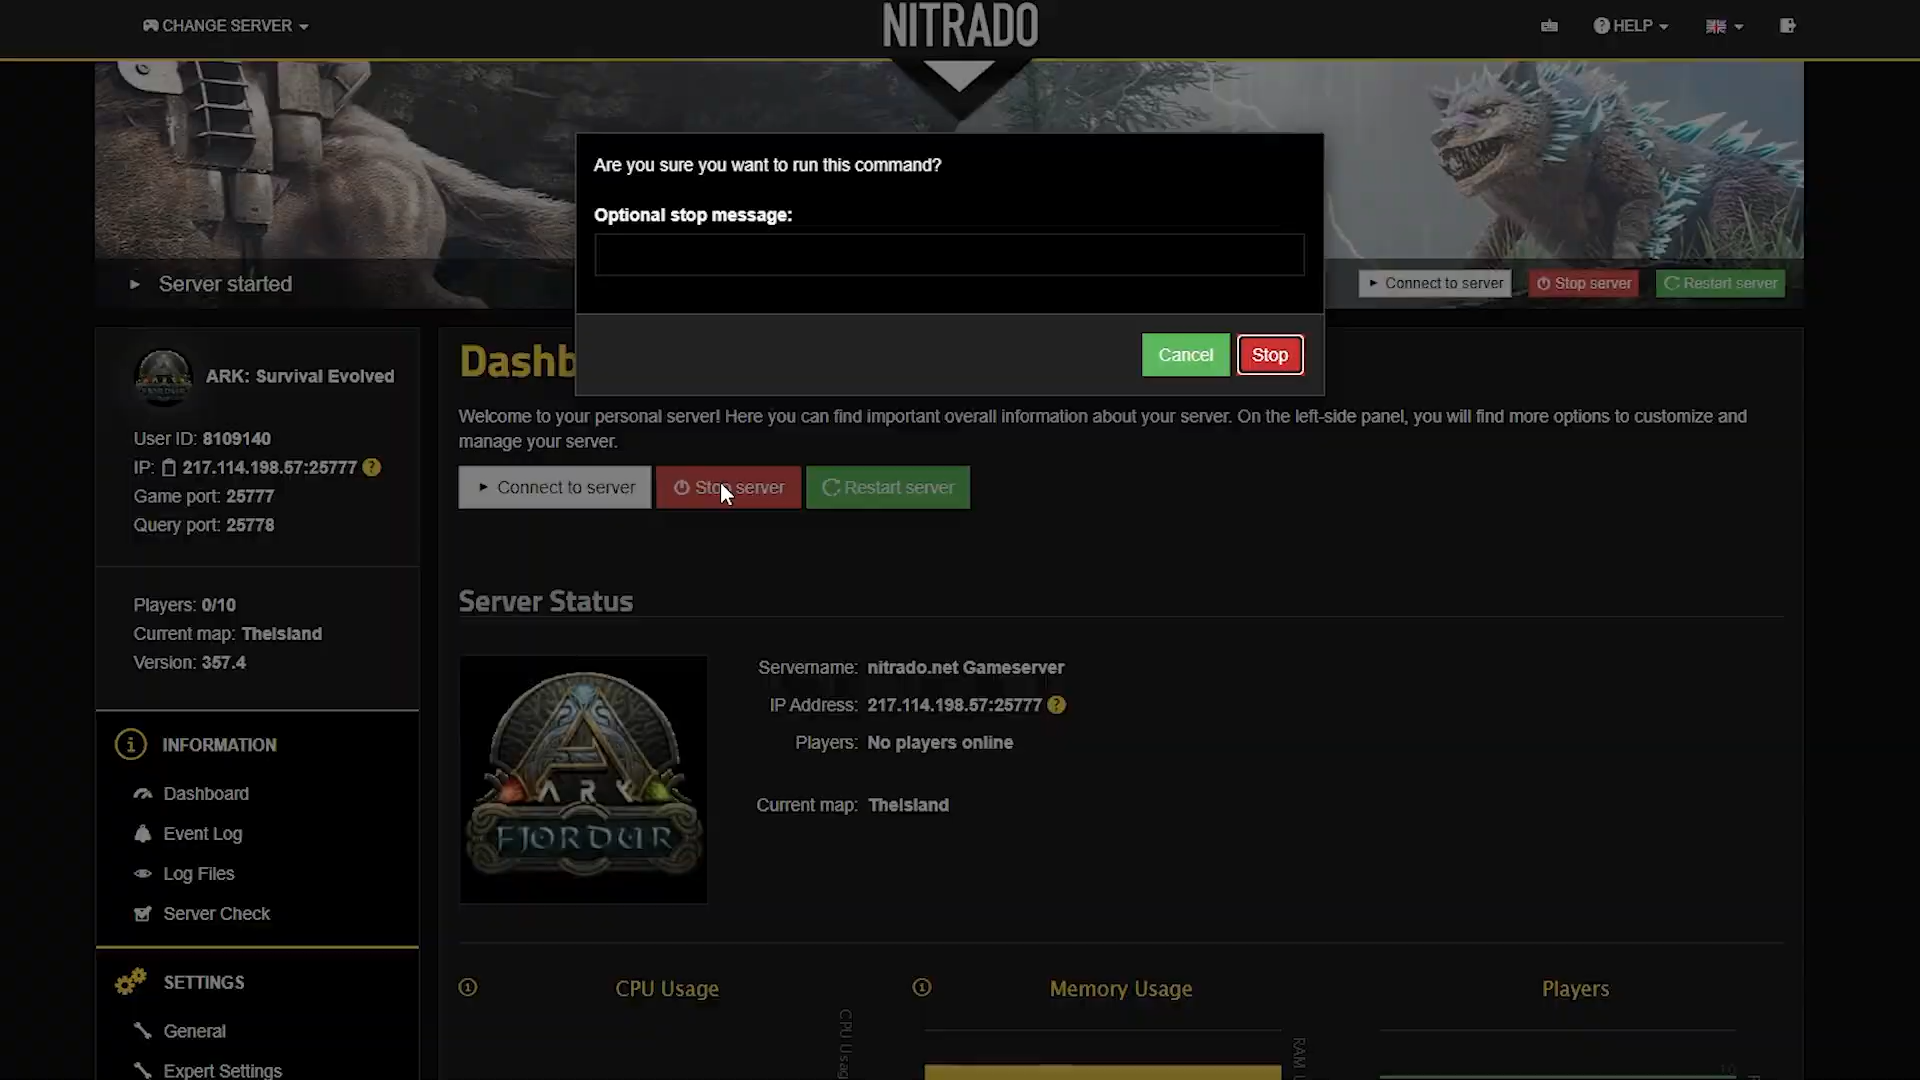 CHANGE SERVER
NITRADO
HELP
Are you sure you want to run this command?
Optional stop message:
Cancel
Stop
Server started
Connect to server
Stop server
Restart server
ARK: Survival Evolved
User ID: 8109140
IP: 217.114.198.57:25777
Game port: 25777
Query port: 25778
Players: 0/10
Current map: TheIsland
Version: 357.4
INFORMATION
Dashboard
Event Log
Log Files
Server Check
SETTINGS
General
Expert Settings
Dashb
Welcome to your personal server! Here you can find important overall information about your server. On the left-side panel, you will find more options to customize and
manage your server.
Connect to server
Stop server
Restart server
Server Status
ARK
FJORDUR
Servername: nitrado.net Gameserver
IP Address: 217.114.198.57:25777
Players: No players online
Current map: TheIsland
CPU Usage
Memory Usage
Players
CPU Usag
RAM U